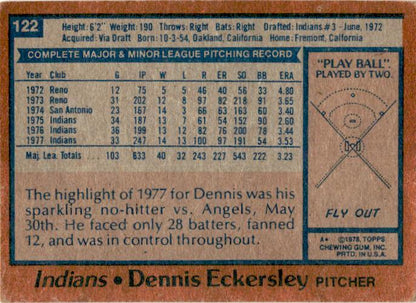 122
Height: 6'2" Weight: 190 Throws: Right Bats: Right Drafted: Indians #3 - June, 1972
Acquired: Via Draft Born: 10-3-54, Oakland, California Home: Fremont, California
COMPLETE MAJOR & MINOR LEAGUE PITCHING RECORD
Year Club G IP W L R ER SO BB ERA
1972 Reno 12 75 5 5 46 40 56 33 4.80
1973 Reno 31 202 12 8 97 82 218 91 3.65
1974 San Antonio 23 167 14 3 66 63 163 60 3.40
1975 Indians 34 187 13 7 61 54 152 90 2.60
1976 Indians 36 199 13 12 82 76 200 78 3.44
1977 Indians 33 247 14 13 100 97 191 54 3.53
Maj. Lea. Totals ... 103 633 40 32 243 227 543 222 3.23
The highlight of 1977 for Dennis was his
sparkling no-hitter vs. Angels, May
30th. He faced only 28 batters, fanned
12, and was in control throughout.
"PLAY BALL"
PLAYED BY TWO.
FLY OUT
A* ©1978, TOPPS
CHEWING GUM, INC.
PRTD. IN U.S.A.
Indians • Dennis Eckersley PITCHER